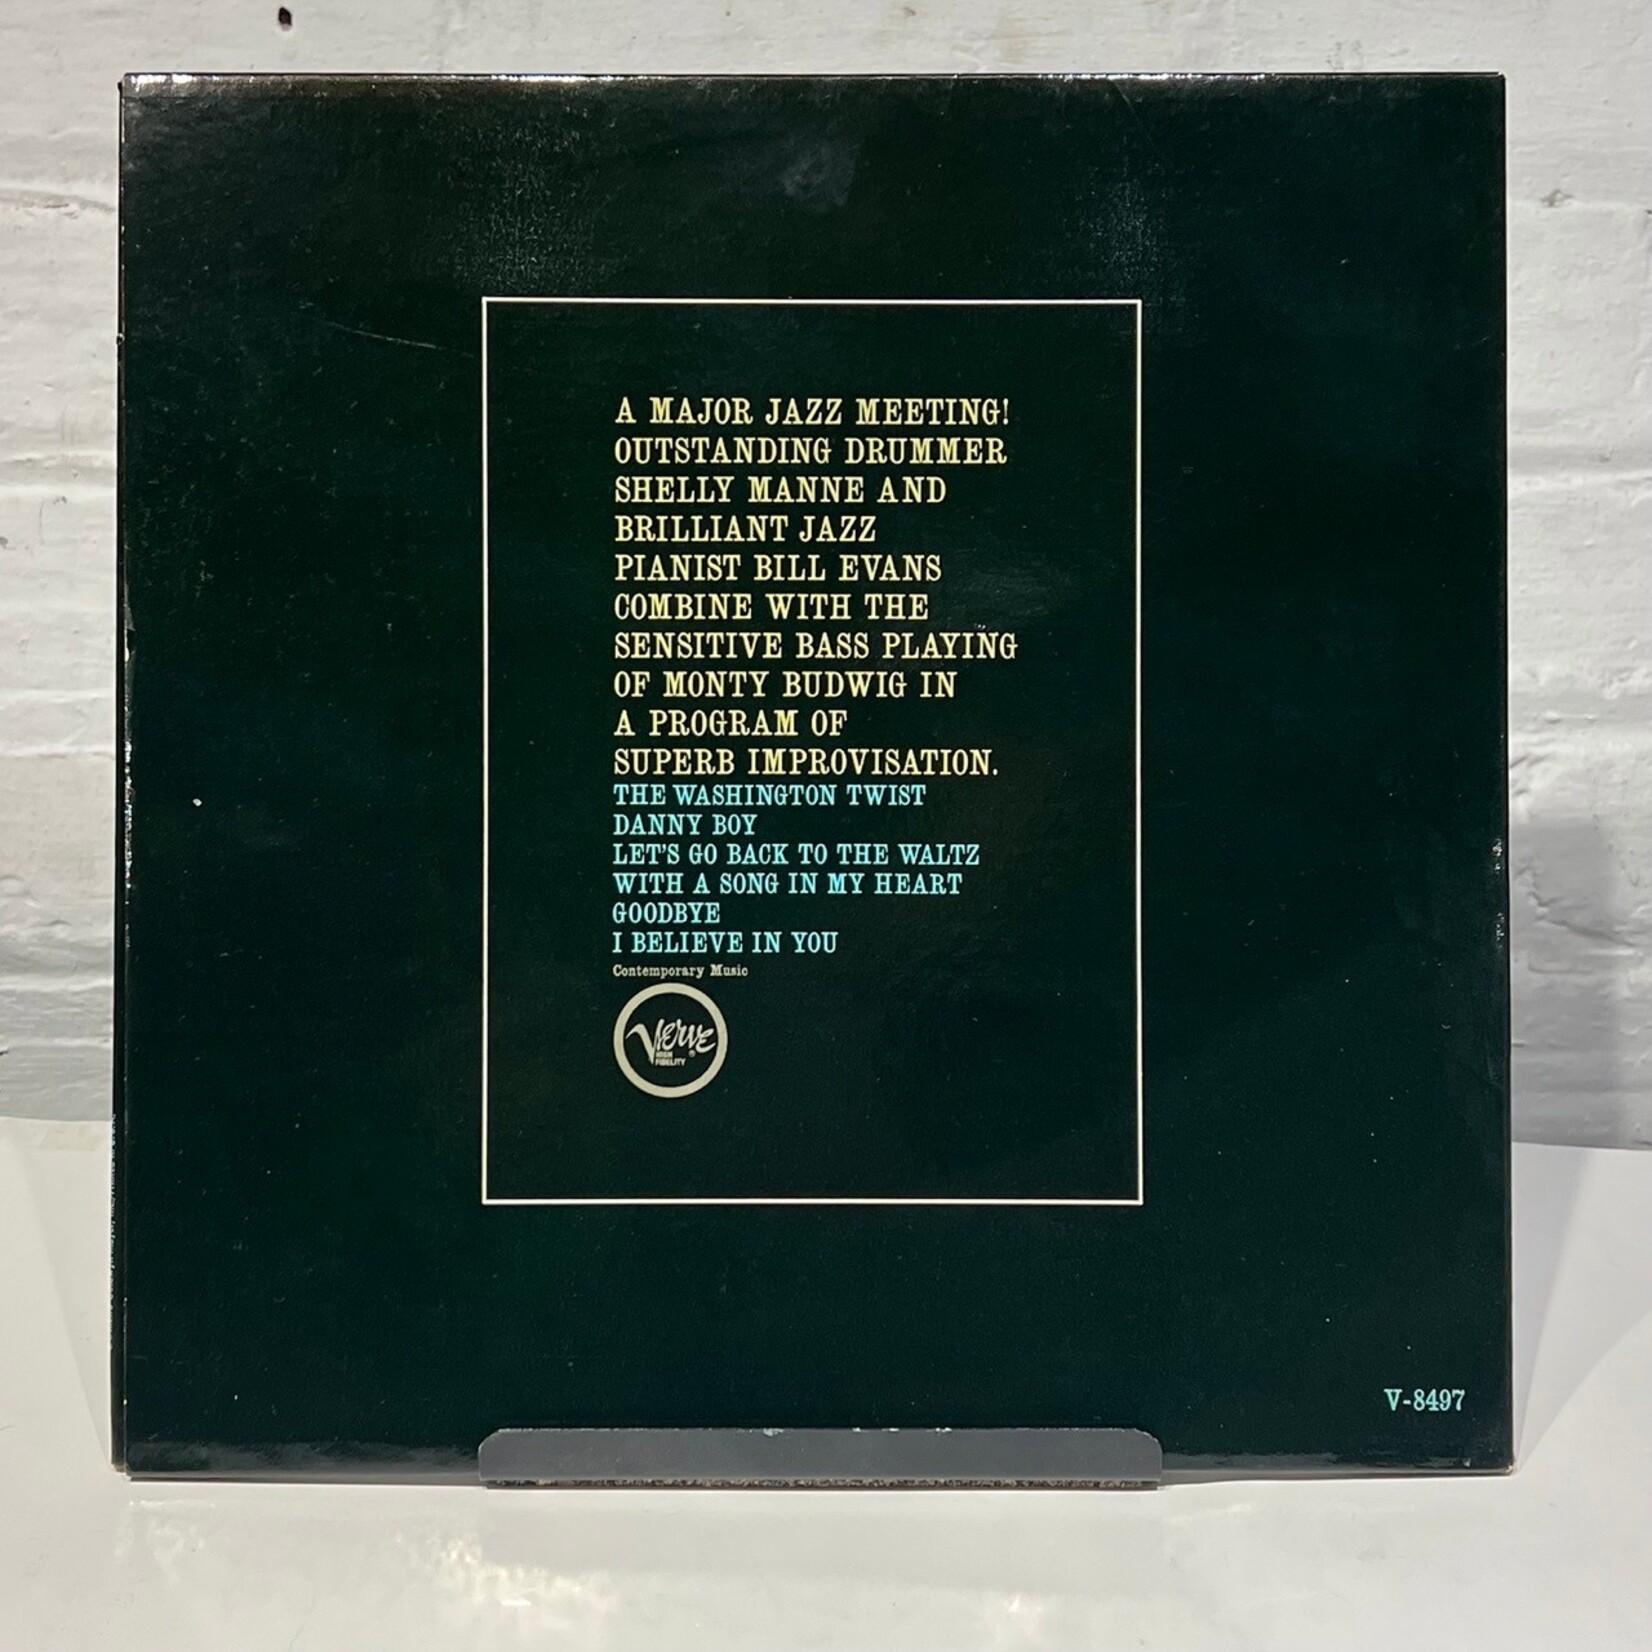 A MAJOR JAZZ MEETING!
OUTSTANDING DRUMMER
SHELLY MANNE AND
BRILLIANT JAZZ
PIANIST BILL EVANS
COMBINE WITH THE
SENSITIVE BASS PLAYING
OF MONTY BUDWIG IN
A PROGRAM OF
SUPERB IMPROVISATION.
THE WASHINGTON TWIST
DANNY BOY
LET'S GO BACK TO THE WALTZ
WITH A SONG IN MY HEART
GOODBYE
I BELIEVE IN YOU
Contemporary Music
Verve®
HIGH
FIDELITY
V-8497